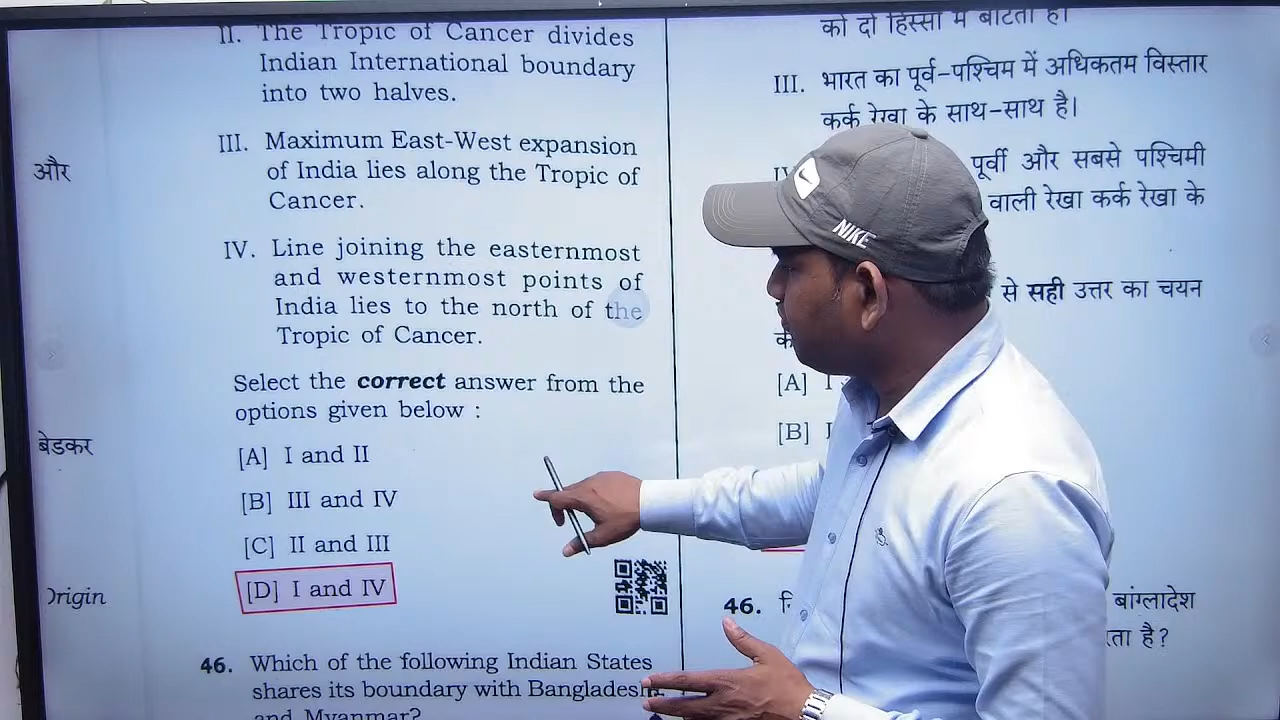 II. The Tropic of Cancer divides
Indian International boundary
into two halves.
III. Maximum East-West expansion
of India lies along the Tropic of
Cancer.
IV. Line joining the easternmost
and westernmost points of
India lies to the north of the
Tropic of Cancer.
Select the correct answer from the
options given below :
[A] I and II
[B] III and IV
[C] II and III
[D] I and IV
46. Which of the following Indian States
shares its boundary with Bangladesh
and Myanmar?
और
बेडकर
Origin
को दो हिस्सों में बाँटती है।
III. भारत का पूर्व-पश्चिम में अधिकतम विस्तार
कर्क रेखा के साथ-साथ है।
पूर्वी और सबसे पश्चिमी
वाली रेखा कर्क रेखा के
से सही उत्तर का चयन
[A] I
[B]
46.
बांग्लादेश
है?
NIKE